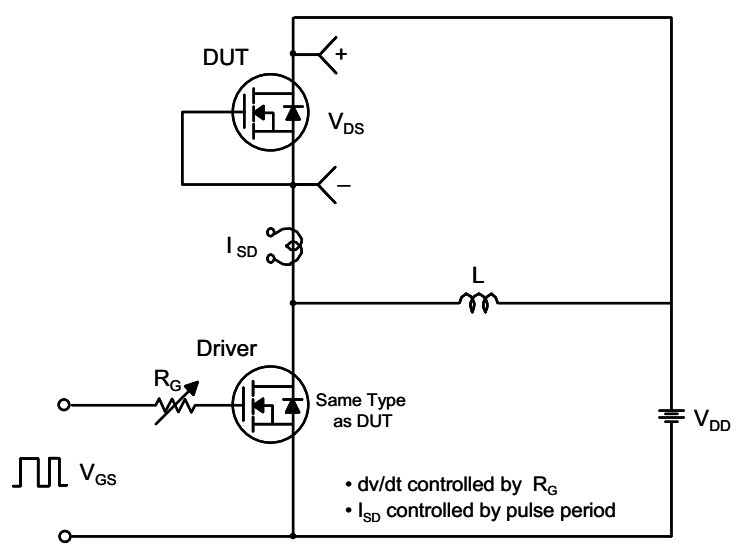 DUT
+
V_DS
–
I_SD
L
Driver
R_G
Same Type
as DUT
V_DD
V_GS
• dv/dt controlled by R_G
• I_SD controlled by pulse period